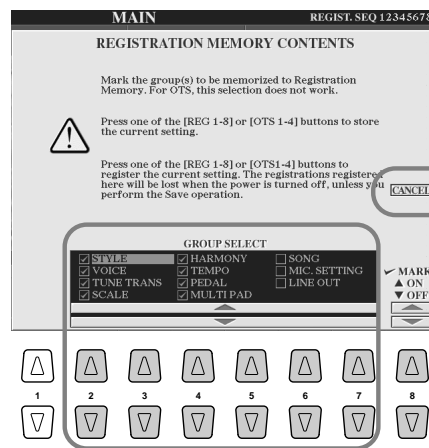 MAIN
REGIST. SEQ 12345678
REGISTRATION MEMORY CONTENTS
Mark the group(s) to be memorized to Registration
Memory. For OTS, this selection does not work.
Press one of the [REG 1-8] or [OTS 1-4] buttons to store
the current setting.
Press one of the [REG 1-8] or [OTS1-4] buttons to
register the current setting. The registrations registered
here will be lost when the power is turned off, unless you
perform the Save operation.
CANCEL
GROUP SELECT
STYLE HARMONY SONG
VOICE TEMPO MIC. SETTING
TUNE TRANS PEDAL LINE OUT
SCALE MULTI PAD
MARK
▲ ON
▼ OFF
1 2 3 4 5 6 7 8